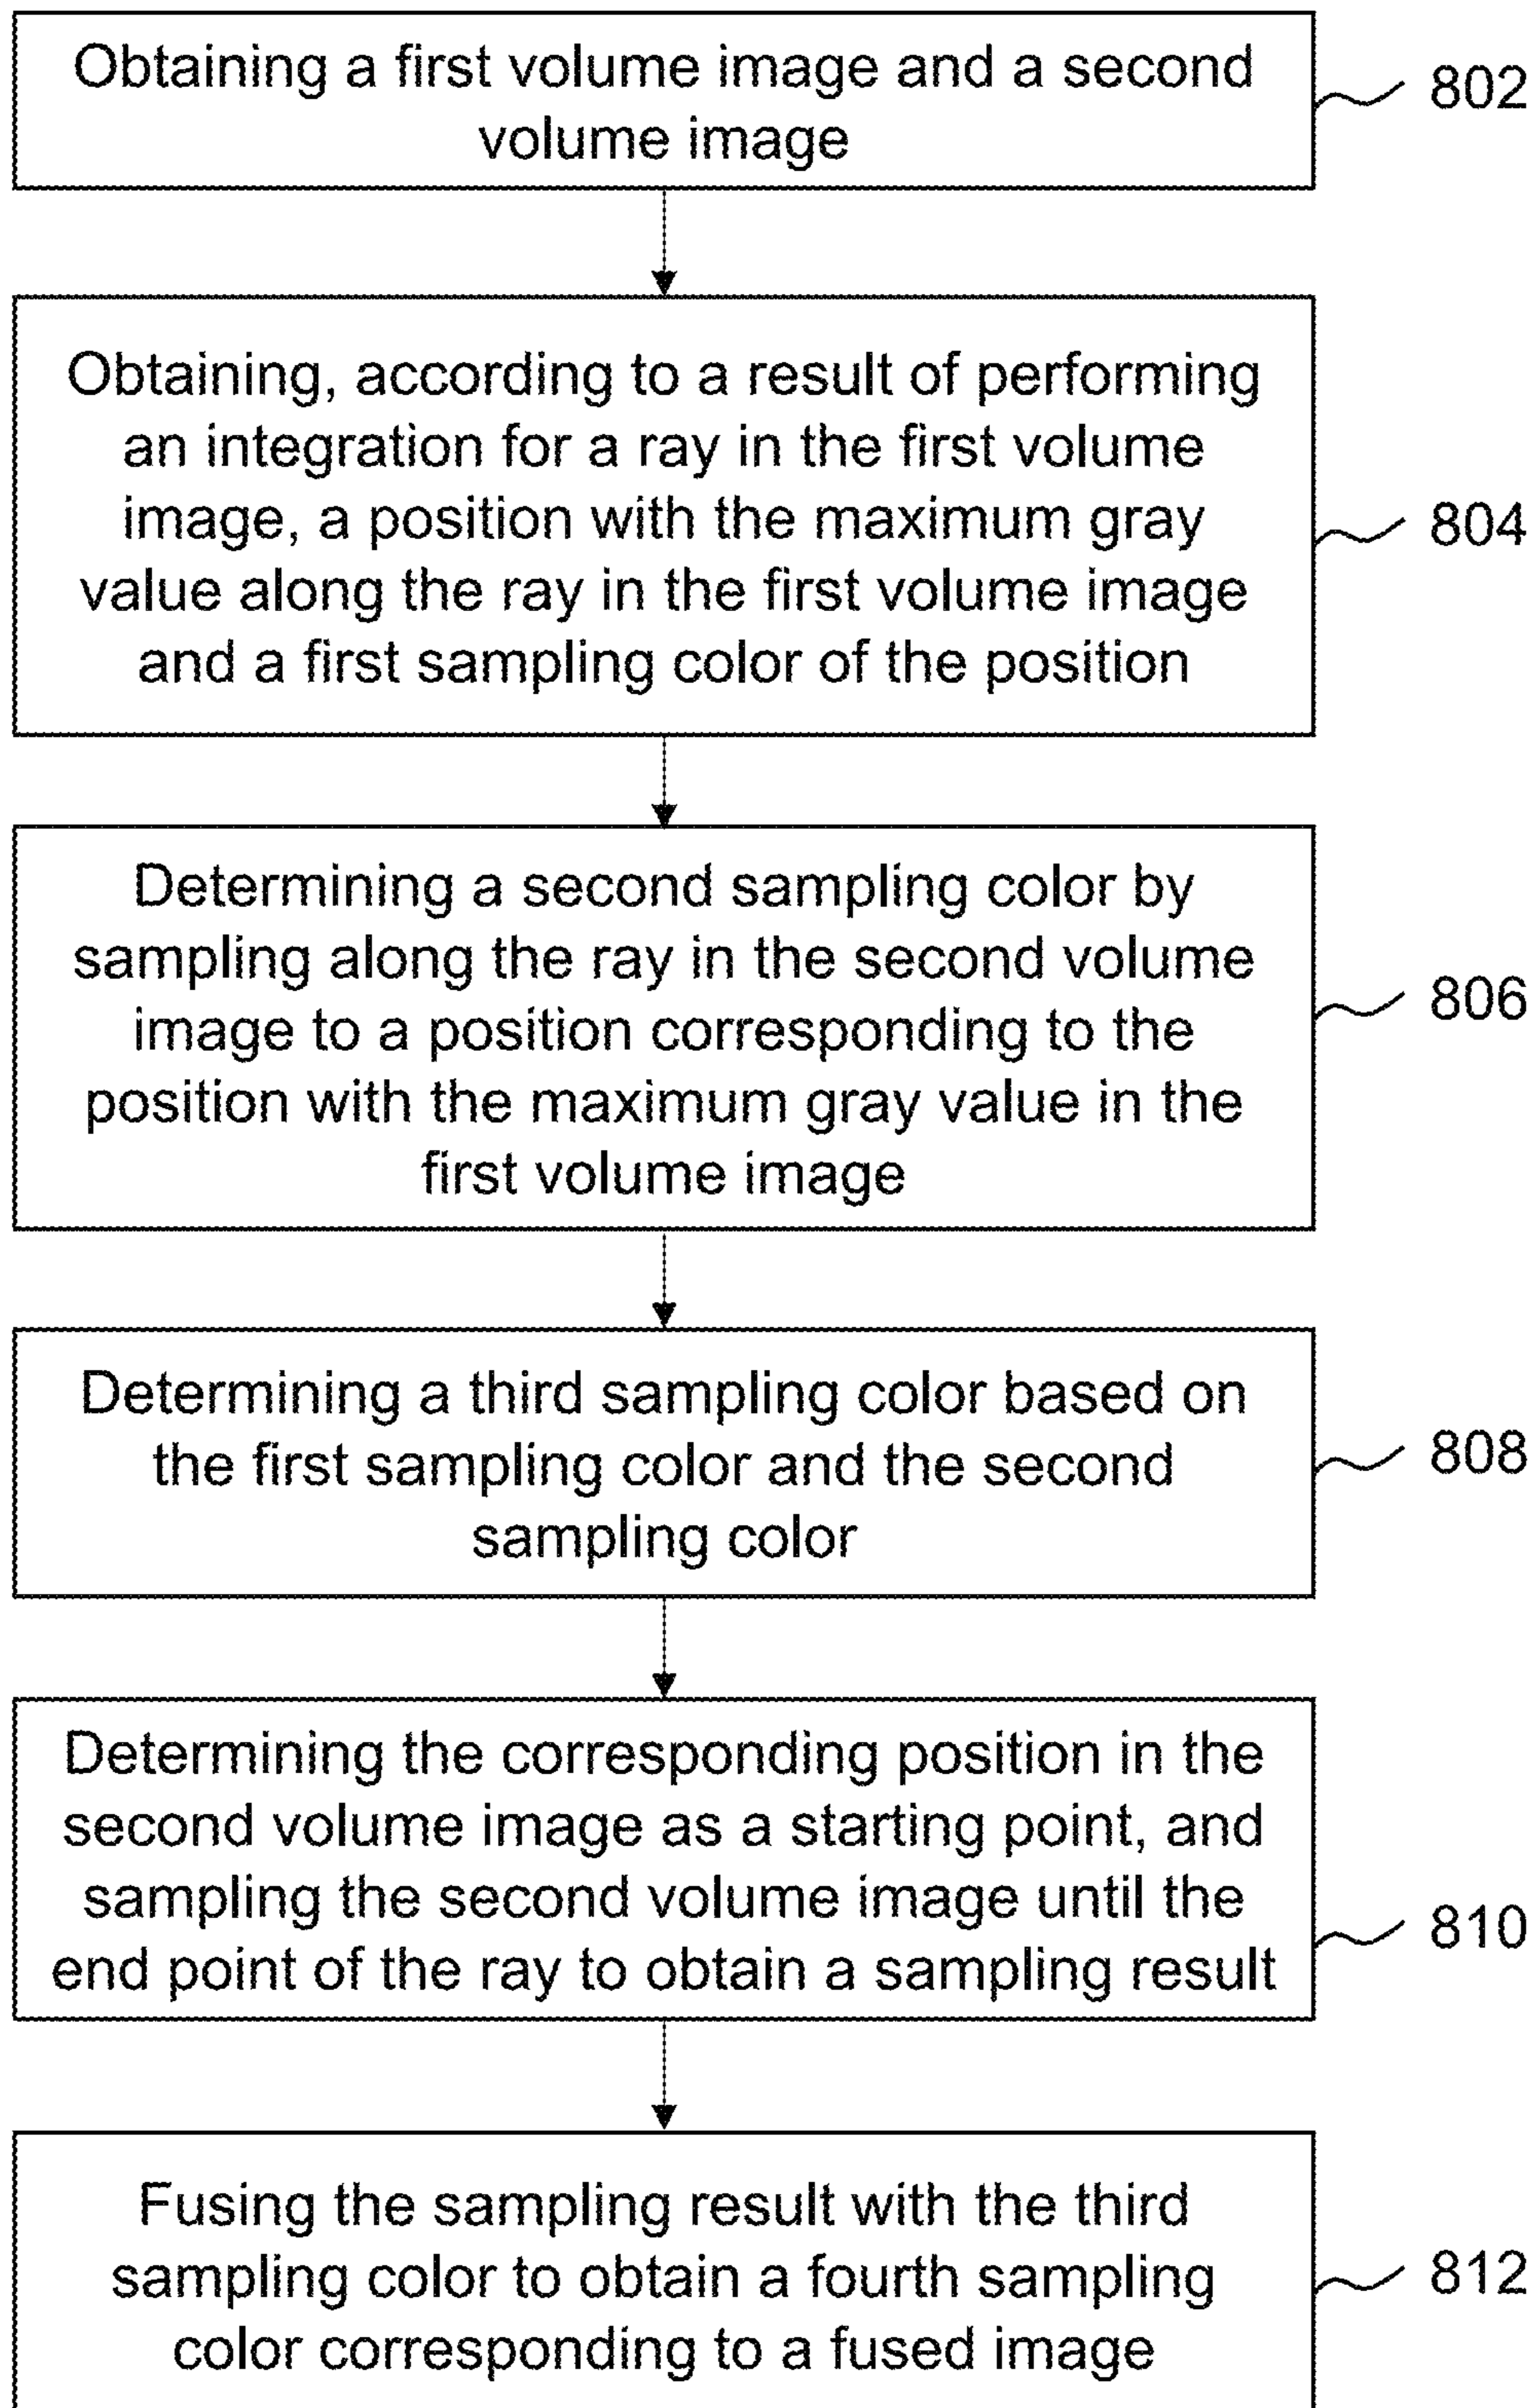 Obtaining a first volume image and a second
volume image
802
Obtaining, according to a result of performing
an integration for a ray in the first volume
image, a position with the maximum gray
value along the ray in the first volume image
and a first sampling color of the position
804
Determining a second sampling color by
sampling along the ray in the second volume
image to a position corresponding to the
position with the maximum gray value in the
first volume image
806
Determining a third sampling color based on
the first sampling color and the second
sampling color
808
Determining the corresponding position in the
second volume image as a starting point, and
sampling the second volume image until the
end point of the ray to obtain a sampling result
810
Fusing the sampling result with the third
sampling color to obtain a fourth sampling
color corresponding to a fused image
812